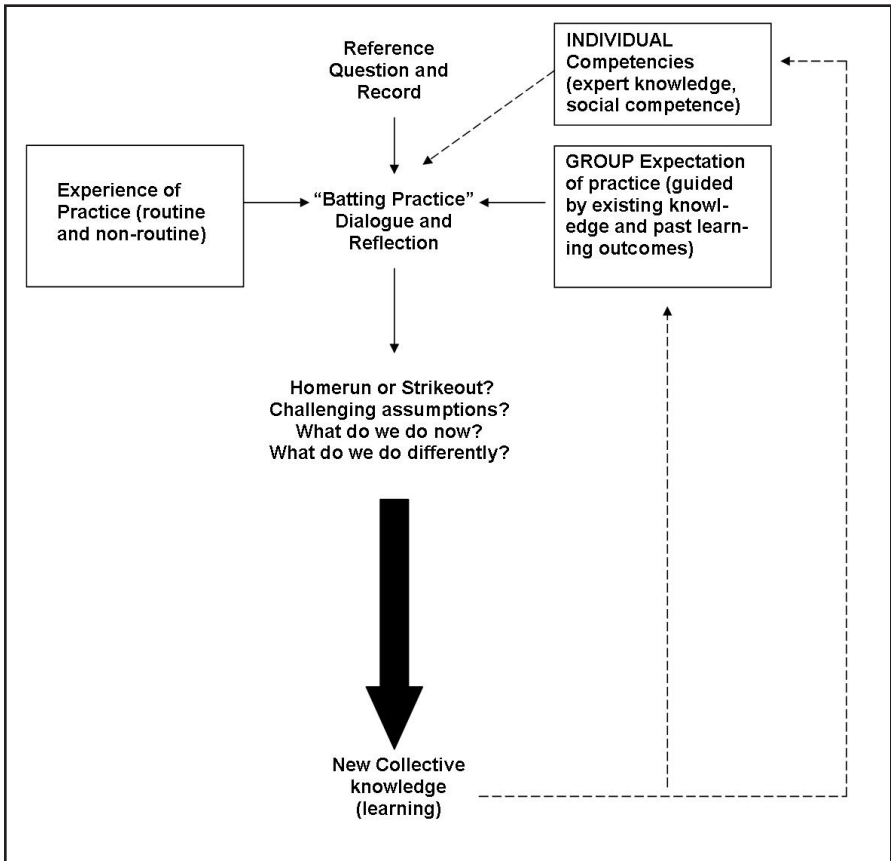 Reference
Question and
Record
INDIVIDUAL
Competencies
(expert knowledge,
social competence)
Experience of
Practice (routine
and non-routine)
“Batting Practice”
Dialogue and
Reflection
GROUP Expectation
of practice (guided
by existing knowl-
edge and past learn-
ing outcomes)
Homerun or Strikeout?
Challenging assumptions?
What do we do now?
What do we do differently?
New Collective
knowledge
(learning)